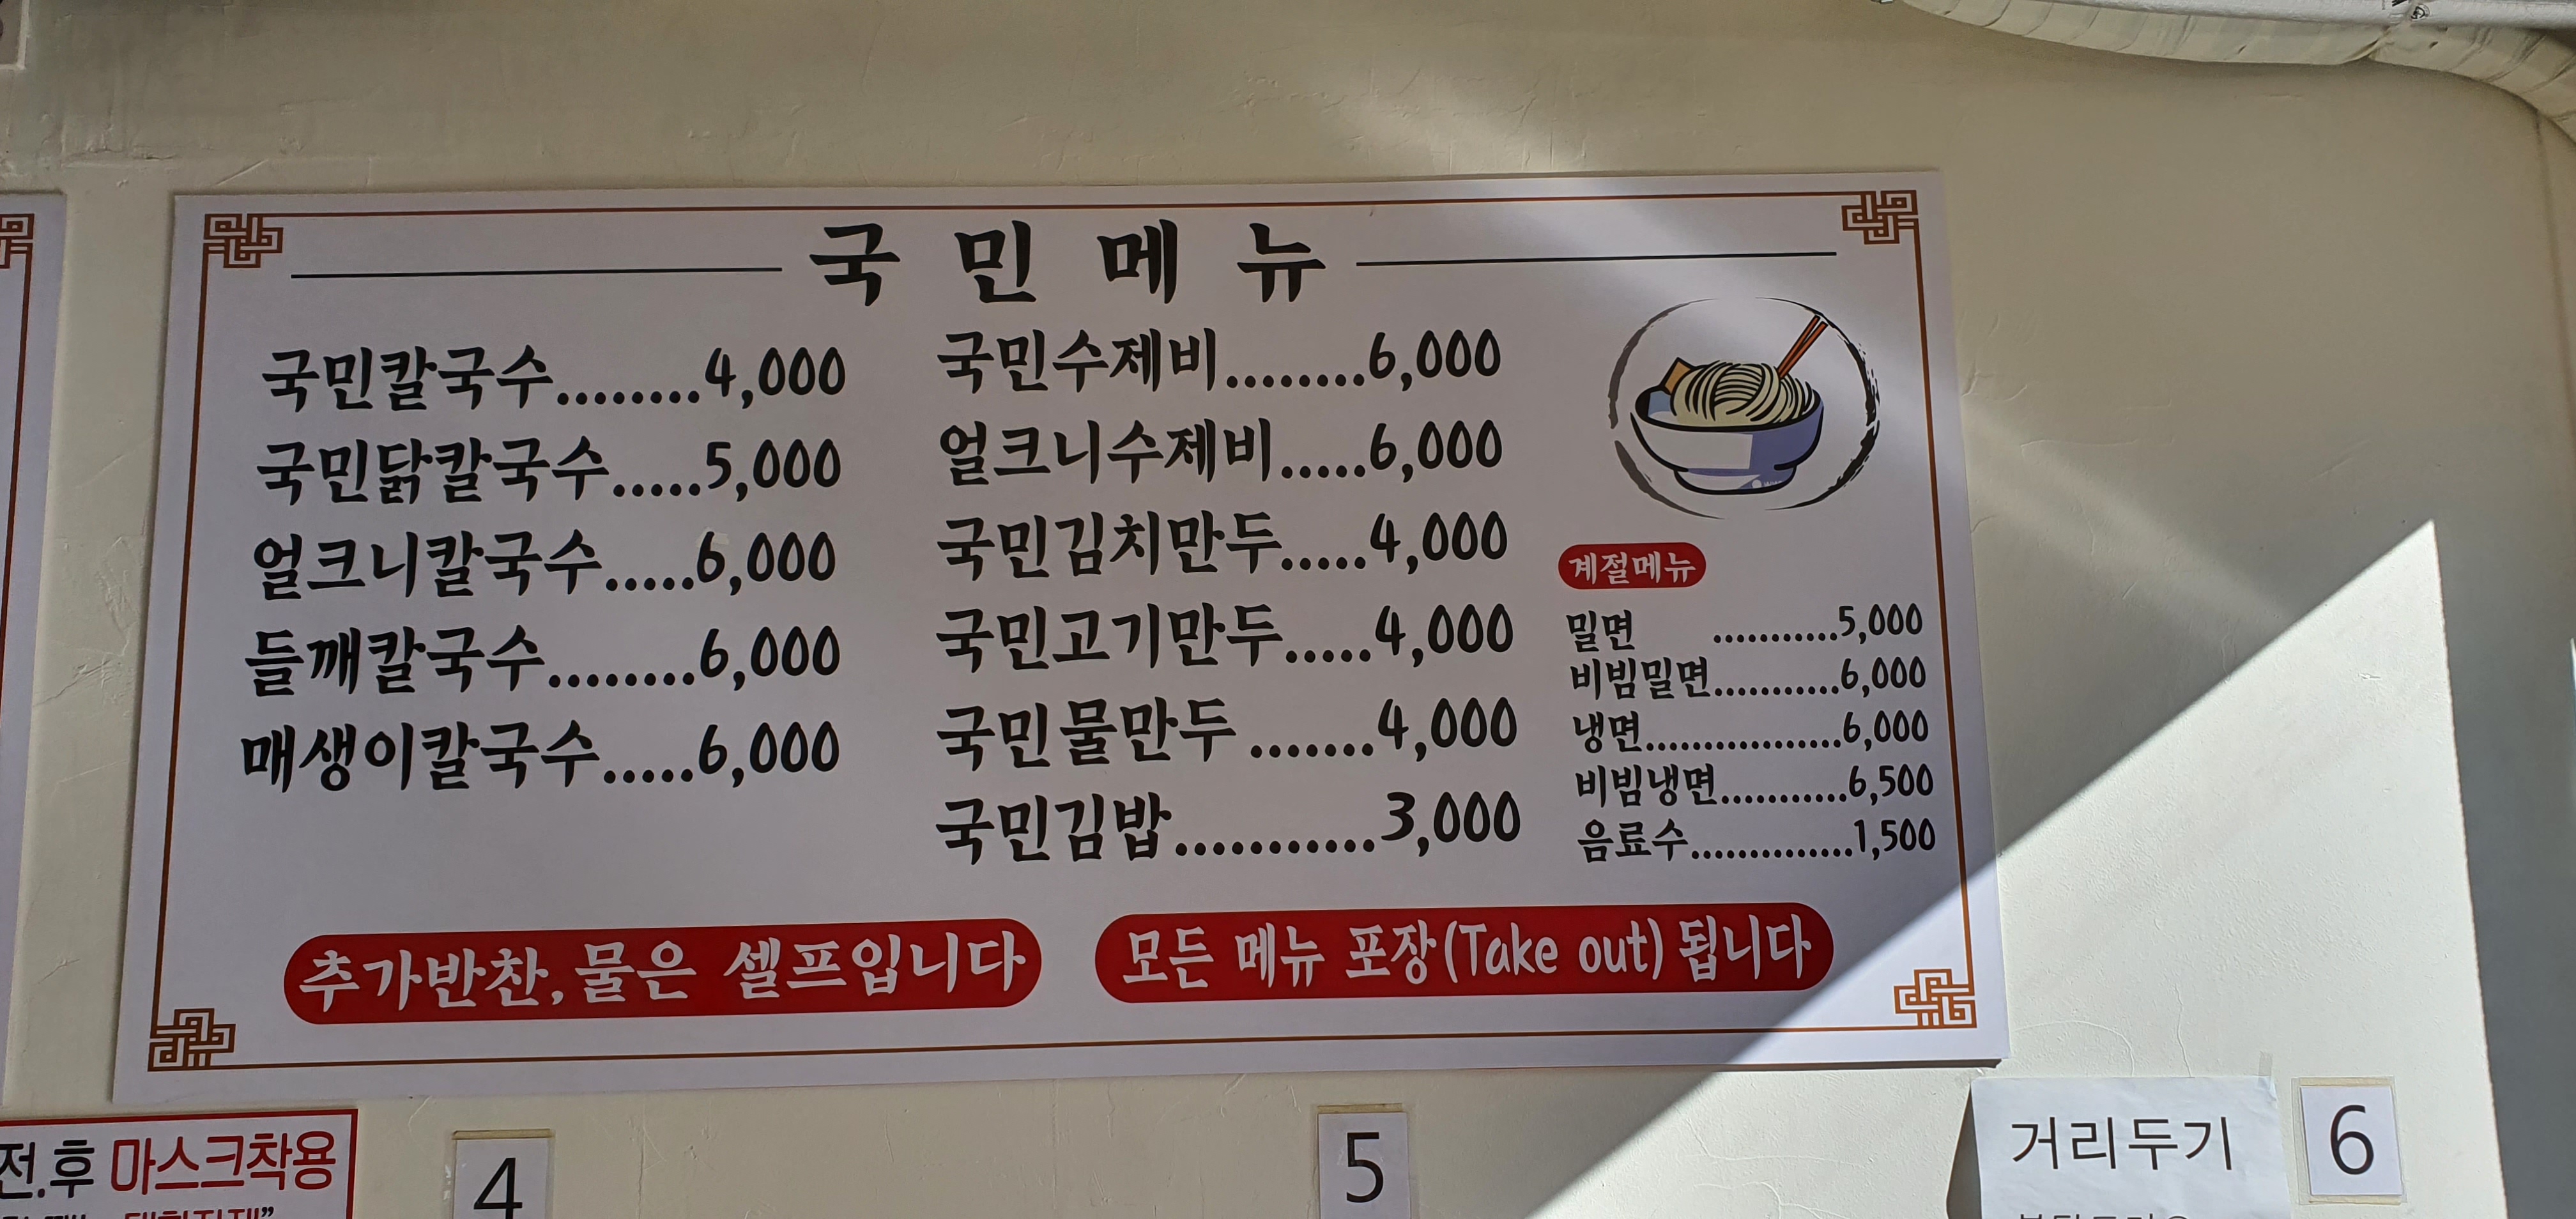 국민메뉴
국민칼국수........4,000
국민닭칼국수.....5,000
얼크니칼국수.....6,000
들깨칼국수........6,000
매생이칼국수.....6,000
국민수제비........6,000
얼크니수제비.....6,000
국민김치만두.....4,000
국민고기만두.....4,000
국민물만두.......4,000
국민김밥...........3,000
계절메뉴
밀면 ...........5,000
비빔밀면...........6,000
냉면.................6,000
비빔냉면...........6,500
음료수..............1,500
추가반찬,물은 셀프입니다
모든 메뉴 포장(Take out) 됩니다
전.후 마스크착용
4
5
거리두기
6